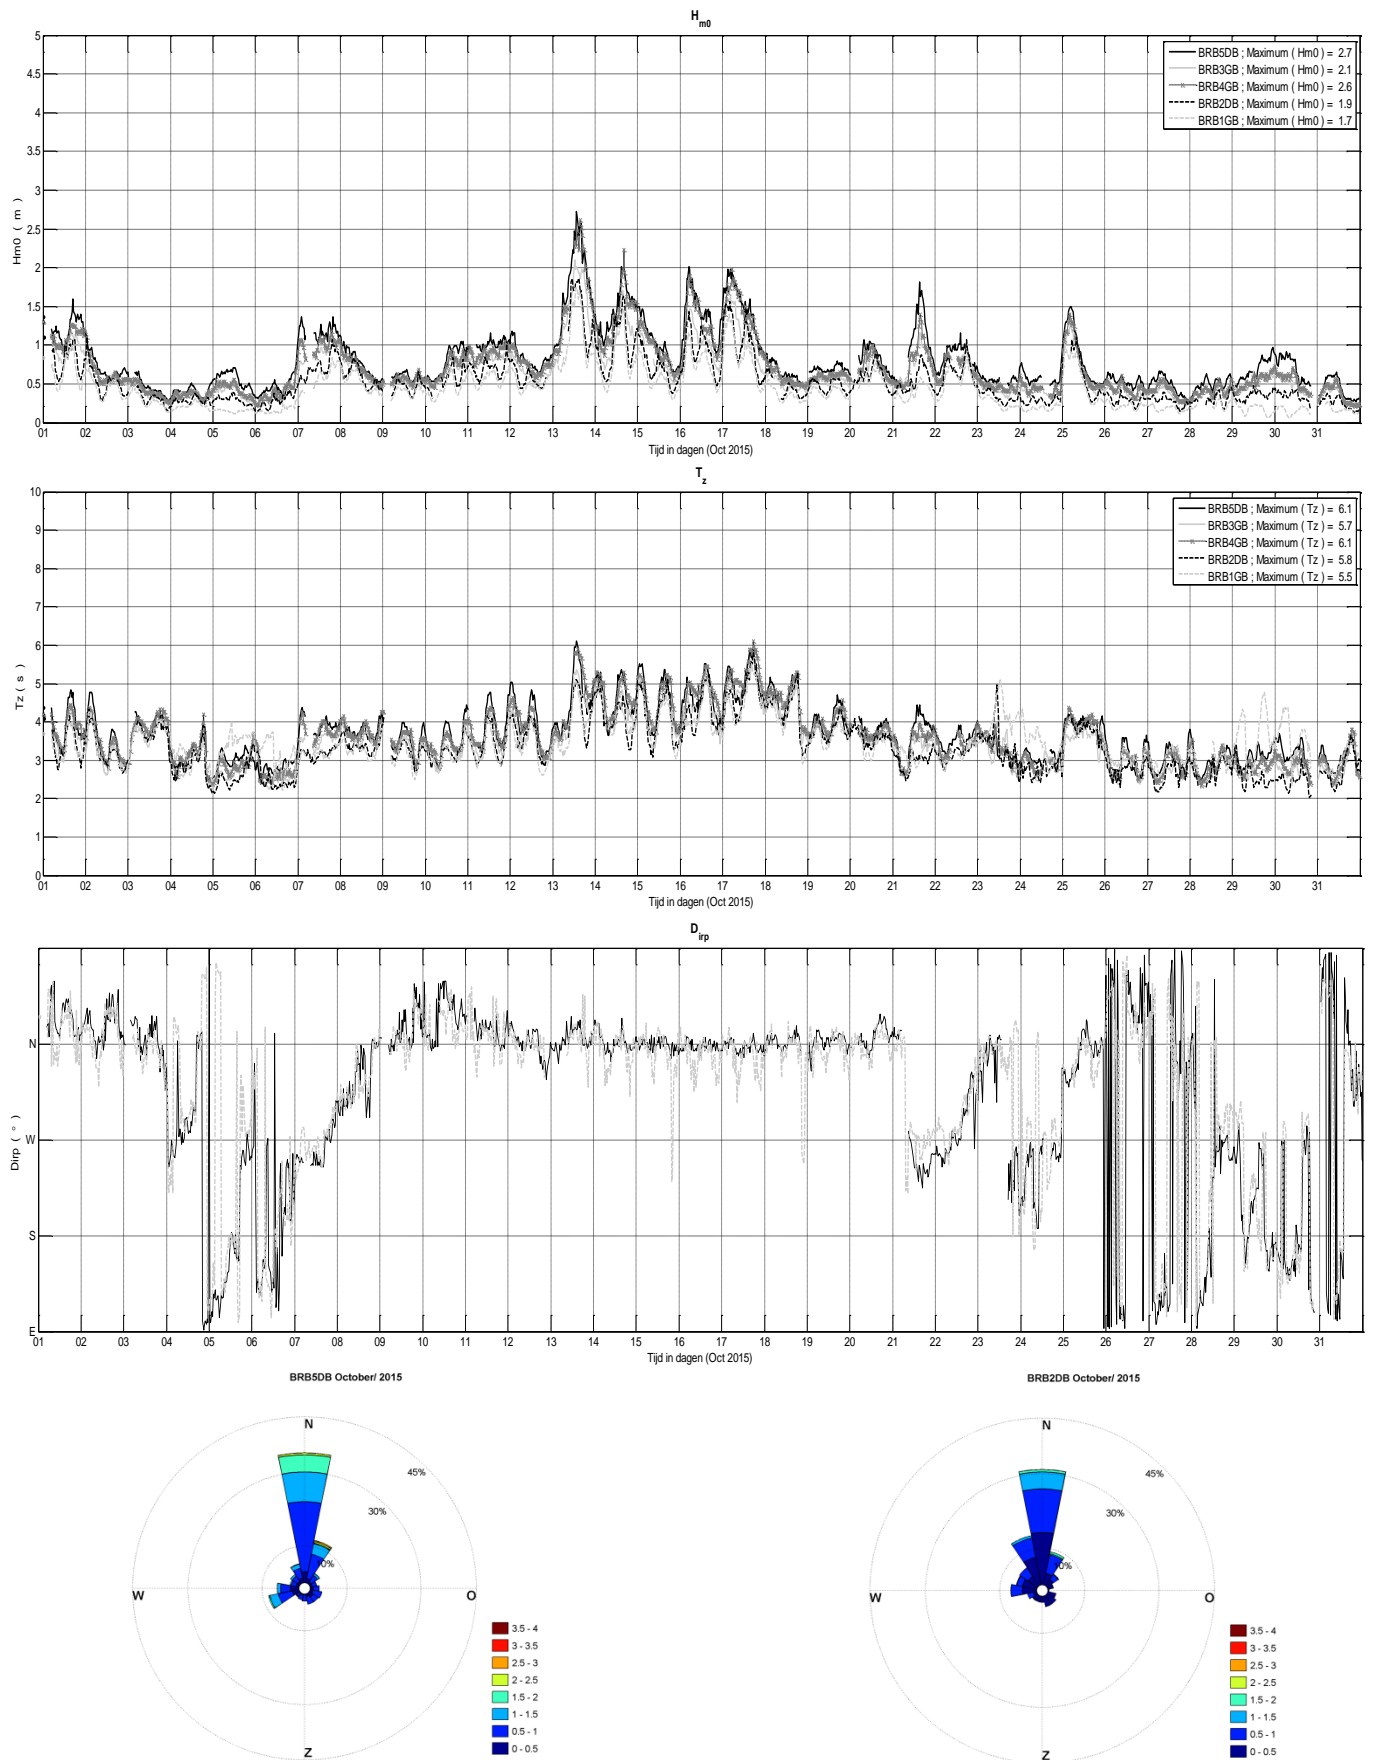 Hm0
5
4.5
4
3.5
3
2.5
2
1.5
1
0.5
0
Hm0 ( m )
BRB5DB ; Maximum ( Hm0 ) = 2.7
BRB3GB ; Maximum ( Hm0 ) = 2.1
BRB4GB ; Maximum ( Hm0 ) = 2.6
BRB2DB ; Maximum ( Hm0 ) = 1.9
BRB1GB ; Maximum ( Hm0 ) = 1.7
01 02 03 04 05 06 07 08 09 10 11 12 13 14 15 16 17 18 19 20 21 22 23 24 25 26 27 28 29 30 31
Tijd in dagen (Oct 2015)
Tz
10
9
8
7
6
5
4
3
2
1
0
Tz ( s )
BRB5DB ; Maximum ( Tz ) = 6.1
BRB3GB ; Maximum ( Tz ) = 5.7
BRB4GB ; Maximum ( Tz ) = 6.1
BRB2DB ; Maximum ( Tz ) = 5.8
BRB1GB ; Maximum ( Tz ) = 5.5
01 02 03 04 05 06 07 08 09 10 11 12 13 14 15 16 17 18 19 20 21 22 23 24 25 26 27 28 29 30 31
Tijd in dagen (Oct 2015)
Dirp
N
W
S
E
Dirp ( ° )
01 02 03 04 05 06 07 08 09 10 11 12 13 14 15 16 17 18 19 20 21 22 23 24 25 26 27 28 29 30 31
Tijd in dagen (Oct 2015)
BRB5DB October/ 2015
N
45%
30%
10%
W
O
Z
3.5 - 4
3 - 3.5
2.5 - 3
2 - 2.5
1.5 - 2
1 - 1.5
0.5 - 1
0 - 0.5
BRB2DB October/ 2015
N
45%
30%
10%
W
O
Z
3.5 - 4
3 - 3.5
2.5 - 3
2 - 2.5
1.5 - 2
1 - 1.5
0.5 - 1
0 - 0.5